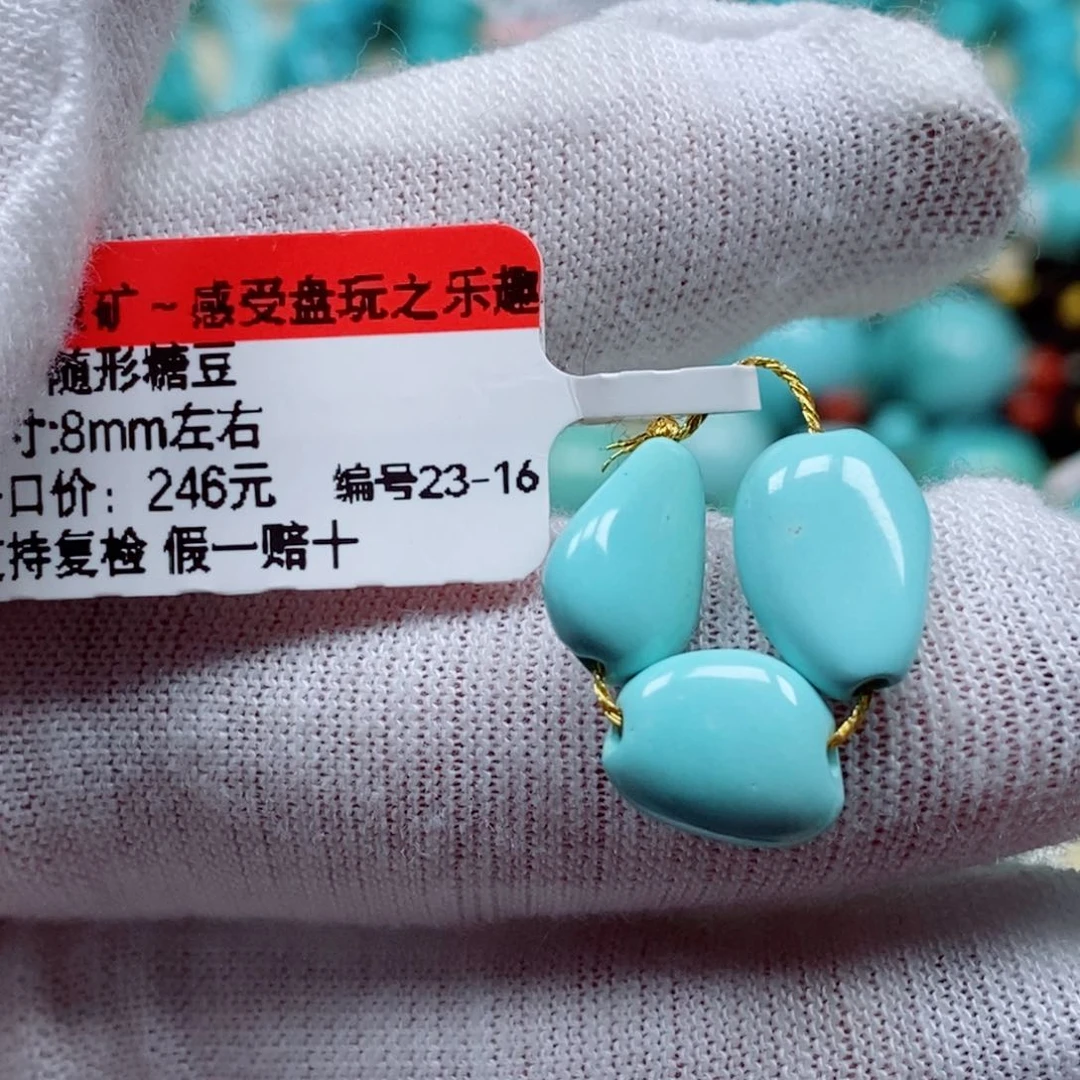 矿~感受盘玩之乐趣
随形糖豆
寸:8mm左右
口价:246元 编号23-16
持复检 假一赔十